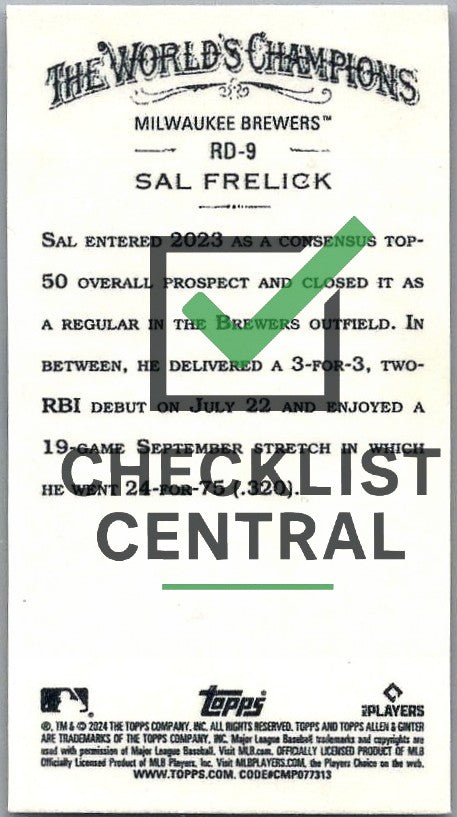 THE WORLD'S CHAMPIONS
MILWAUKEE BREWERS™
RD-9
SAL FRELICK
SAL ENTERED 2023 AS A CONSENSUS TOP-
50 OVERALL PROSPECT AND CLOSED IT AS
A REGULAR IN THE BREWERS OUTFIELD. IN
BETWEEN, HE DELIVERED A 3-FOR-3, TWO-
RBI DEBUT ON JULY 22 AND ENJOYED A
19-GAME SEPTEMBER STRETCH IN WHICH
HE WENT 24-FOR-75 (.320).
CHECKLIST
CENTRAL
topps
MLB PLAYERS
®, TM & © 2024 THE TOPPS COMPANY, INC. ALL RIGHTS RESERVED. TOPPS AND TOPPS ALLEN & GINTER
ARE TRADEMARKS OF THE TOPPS COMPANY, INC. Major League Baseball trademarks and copyrights are
used with permission of Major League Baseball. Visit MLB.com. OFFICIALLY LICENSED PRODUCT OF MLB
Officially Licensed Product of MLB Players, Inc. Visit MLBPLAYERS.COM, the Players Choice on the web.
WWW.TOPPS.COM. CODE#CMP077313